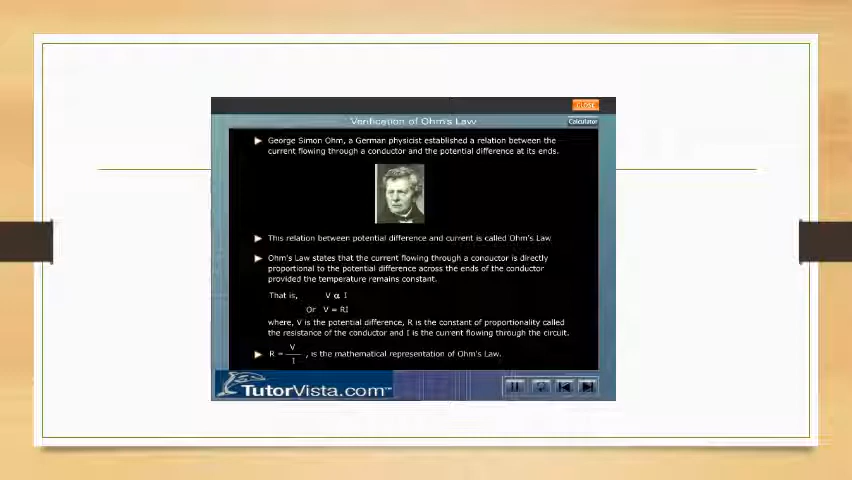 CLOSE
Verification of Ohm's Law
Calculator
George Simon Ohm, a German physicist established a relation between the
current flowing through a conductor and the potential difference at its ends.
This relation between potential difference and current is called Ohm's Law
Ohm's Law states that the current flowing through a conductor is directly
proportional to the potential difference across the ends of the conductor
provided the temperature remains constant.
That is, V α I
Or V = RI
where, V is the potential difference, R is the constant of proportionality called
the resistance of the conductor and I is the current flowing through the circuit.
R = V/I , is the mathematical representation of Ohm's Law.
TutorVista.com™